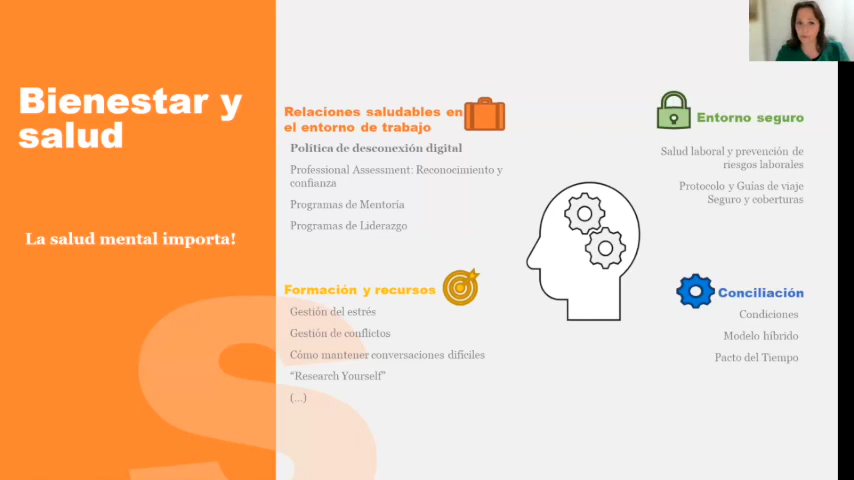 Bienestar y
salud
La salud mental importa!
Relaciones saludables en
el entorno de trabajo
Política de desconexión digital
Professional Assessment: Reconocimiento y
confianza
Programas de Mentoría
Programas de Liderazgo
Entorno seguro
Salud laboral y prevención de
riesgos laborales
Protocolo y Guías de viaje
Seguro y coberturas
Formación y recursos
Gestión del estrés
Gestión de conflictos
Cómo mantener conversaciones difíciles
“Research Yourself”
(...)
Conciliación
Condiciones
Modelo híbrido
Pacto del Tiempo